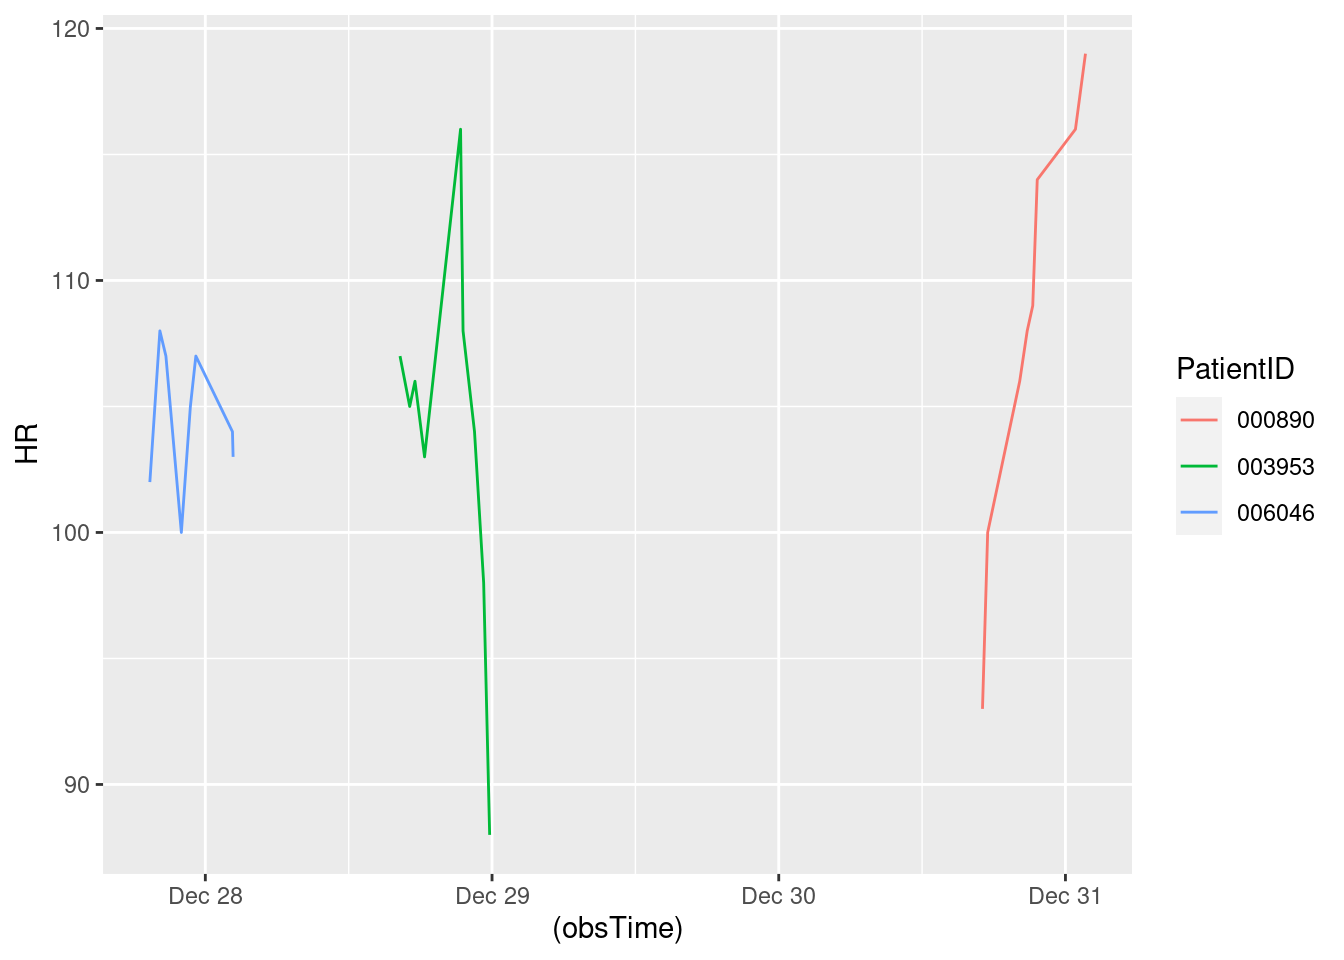 120
110
100
90
HR
Dec 28
Dec 29
Dec 30
Dec 31
(obsTime)
PatientID
000890
003953
006046